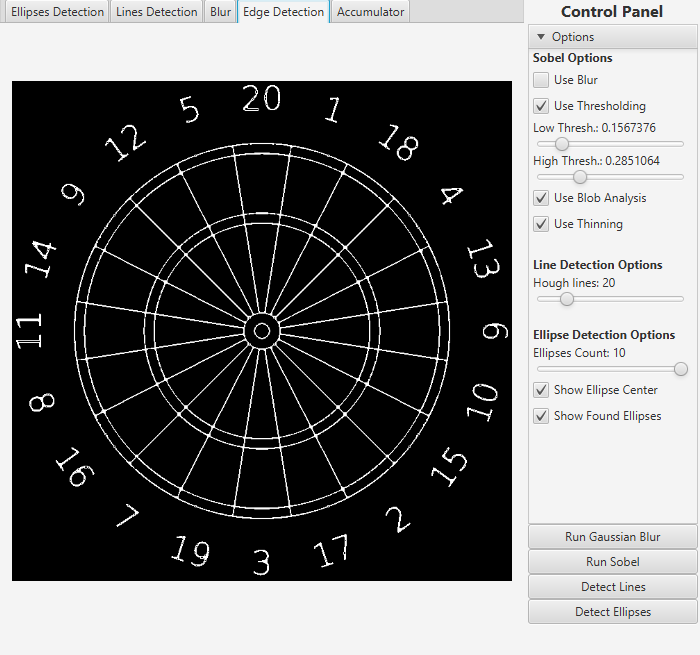 Ellipses Detection Lines Detection Blur Edge Detection Accumulator
Control Panel
Options
Sobel Options
Use Blur
Use Thresholding
Low Thresh.: 0.1567376
High Thresh.: 0.2851064
Use Blob Analysis
Use Thinning
Line Detection Options
Hough lines: 20
Ellipse Detection Options
Ellipses Count: 10
Show Ellipse Center
Show Found Ellipses
Run Gaussian Blur
Run Sobel
Detect Lines
Detect Ellipses
20
1
18
4
13
6
10
15
2
17
3
19
7
16
8
11
14
9
12
5